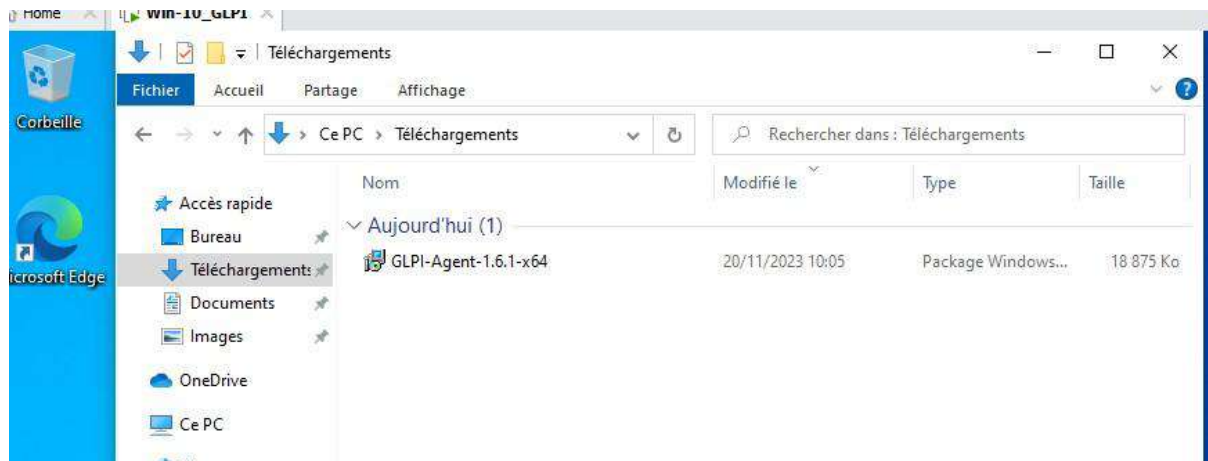 Home
Win-10_GLPI
Téléchargements
Fichier Accueil Partage Affichage
Corbeille
Ce PC > Téléchargements
Rechercher dans : Téléchargements
Nom Modifié le Type Taille
Accès rapide
Aujourd'hui (1)
Bureau
GLPI-Agent-1.6.1-x64 20/11/2023 10:05 Package Windows... 18 875 Ko
Téléchargements
icrosoft Edge
Documents
Images
OneDrive
Ce PC